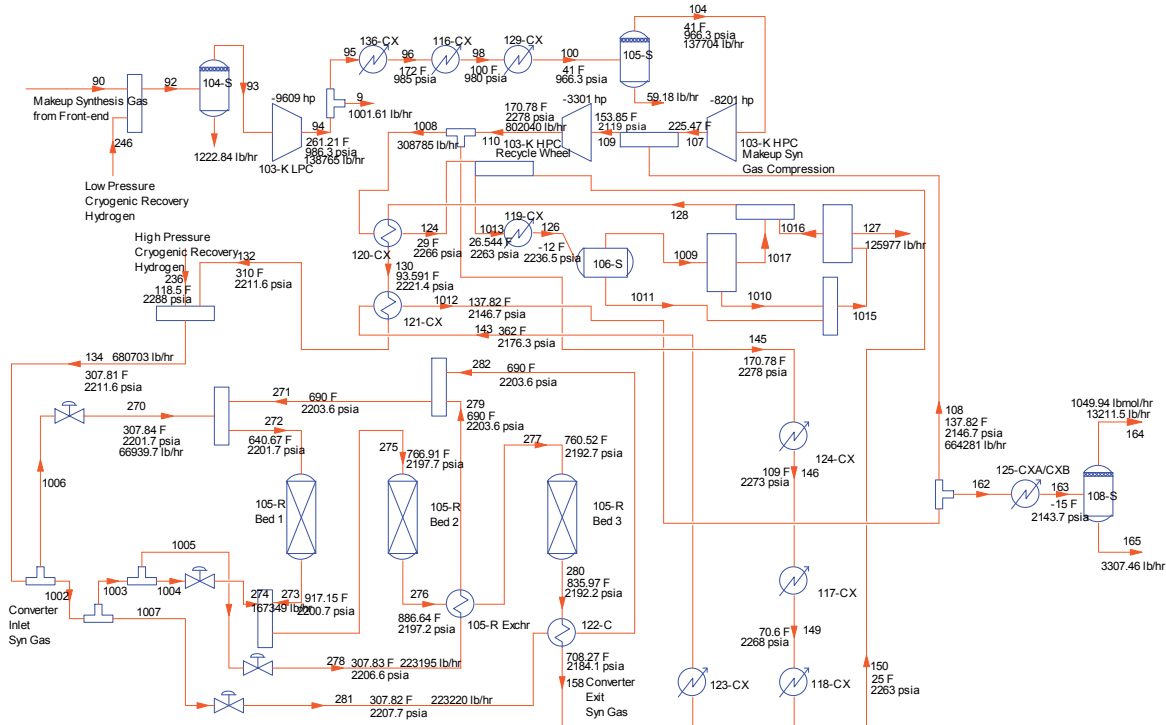 104
41 F
966.3 psia
137704 lb/hr
95
136-CX
96
172 F
985 psia
116-CX
98
100 F
980 psia
129-CX
100
41 F
966.3 psia
105-S
59.18 lb/hr
90
Makeup Synthesis Gas
from Front-end
92
104-S
93
246
1222.84 lb/hr
Low Pressure
Cryogenic Recovery
Hydrogen
-9609 hp
94
261.21 F
986.3 psia
138765 lb/hr
103-K LPC
9
1001.61 lb/hr
1008
308785 lb/hr
170.78 F
2278 psia
802040 lb/hr
110
103-K HPC
Recycle Wheel
-3301 hp
153.85 F
2119 psia
109
225.47 F
107
-8201 hp
103-K HPC
Makeup Syn
Gas Compression
High Pressure
Cryogenic Recovery
Hydrogen
236
118.5 F
2288 psia
132
310 F
2211.6 psia
120-CX
124
29 F
2266 psia
1013
26.544 F
2263 psia
119-CX
126
-12 F
2236.5 psia
106-S
128
1016
127
125977 lb/hr
1009
1017
1010
1011
1015
130
93.591 F
2221.4 psia
121-CX
1012
137.82 F
2146.7 psia
143
362 F
2176.3 psia
145
170.78 F
2278 psia
134
680703 lb/hr
307.81 F
2211.6 psia
282
690 F
2203.6 psia
271
690 F
2203.6 psia
279
690 F
2203.6 psia
270
307.84 F
2201.7 psia
66939.7 lb/hr
272
640.67 F
2201.7 psia
275
766.91 F
2197.7 psia
277
760.52 F
2192.7 psia
124-CX
109 F
2273 psia
146
108
137.82 F
2146.7 psia
664281 lb/hr
1049.94 lbmol/hr
13211.5 lb/hr
164
125-CXA/CXB
162
163
-15 F
2143.7 psia
108-S
165
3307.46 lb/hr
1006
105-R
Bed 1
105-R
Bed 2
105-R
Bed 3
1005
1002
1003
1004
1007
Converter
Inlet
Syn Gas
274
273
167349 lb/hr
917.15 F
2200.7 psia
276
886.64 F
2197.2 psia
105-R Exchr
280
835.97 F
2192.2 psia
122-C
117-CX
70.6 F
2268 psia
149
278
307.83 F
2206.6 psia
223195 lb/hr
281
307.82 F
2207.7 psia
223220 lb/hr
708.27 F
2184.1 psia
158
Converter
Exit
Syn Gas
123-CX
118-CX
150
25 F
2263 psia